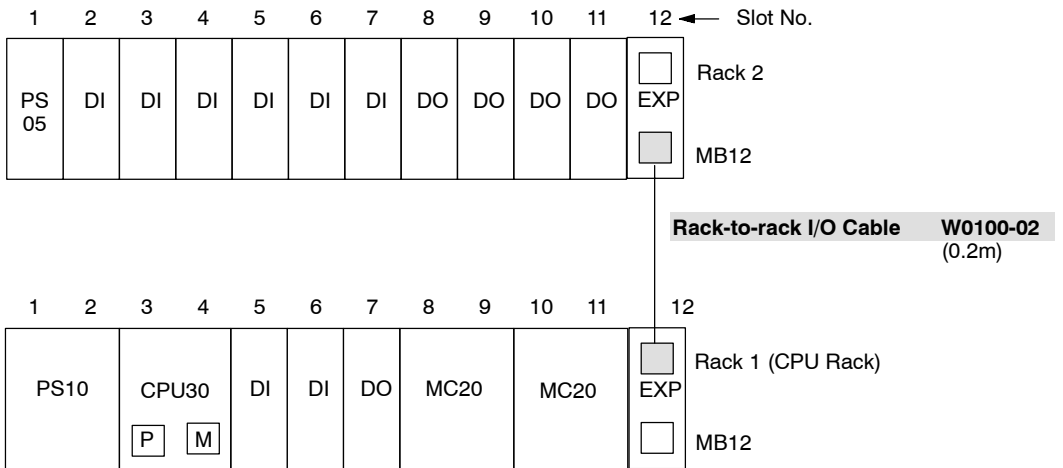 1 2 3 4 5 6 7 8 9 10 11 12 Slot No.
Rack 2
PS DI DI DI DI DI DI DO DO DO DO EXP
05
MB12
Rack-to-rack I/O Cable W0100-02
(0.2m)
1 2 3 4 5 6 7 8 9 10 11 12
Rack 1 (CPU Rack)
PS10 CPU30 DI DI DO MC20 MC20 EXP
P M MB12